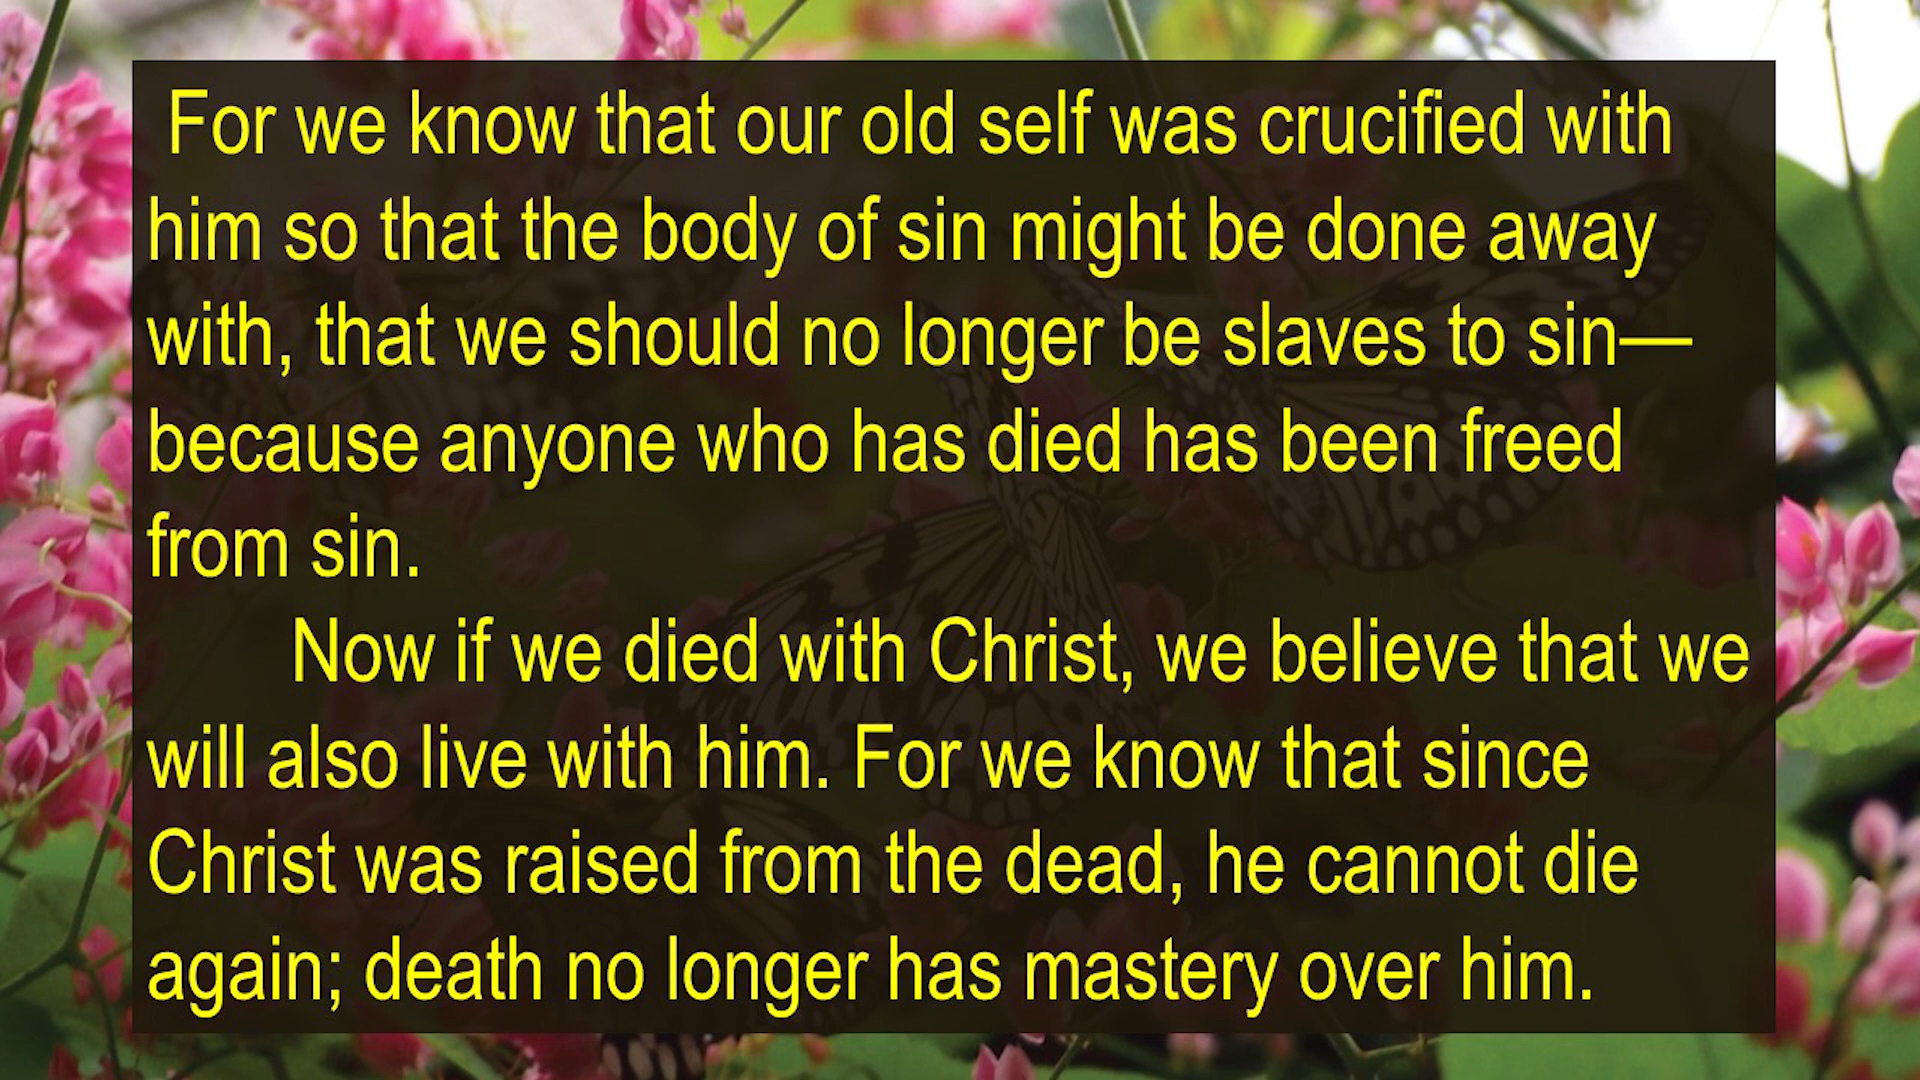 For we know that our old self was crucified with
him so that the body of sin might be done away
with, that we should no longer be slaves to sin—
because anyone who has died has been freed
from sin.
Now if we died with Christ, we believe that we
will also live with him. For we know that since
Christ was raised from the dead, he cannot die
again; death no longer has mastery over him.